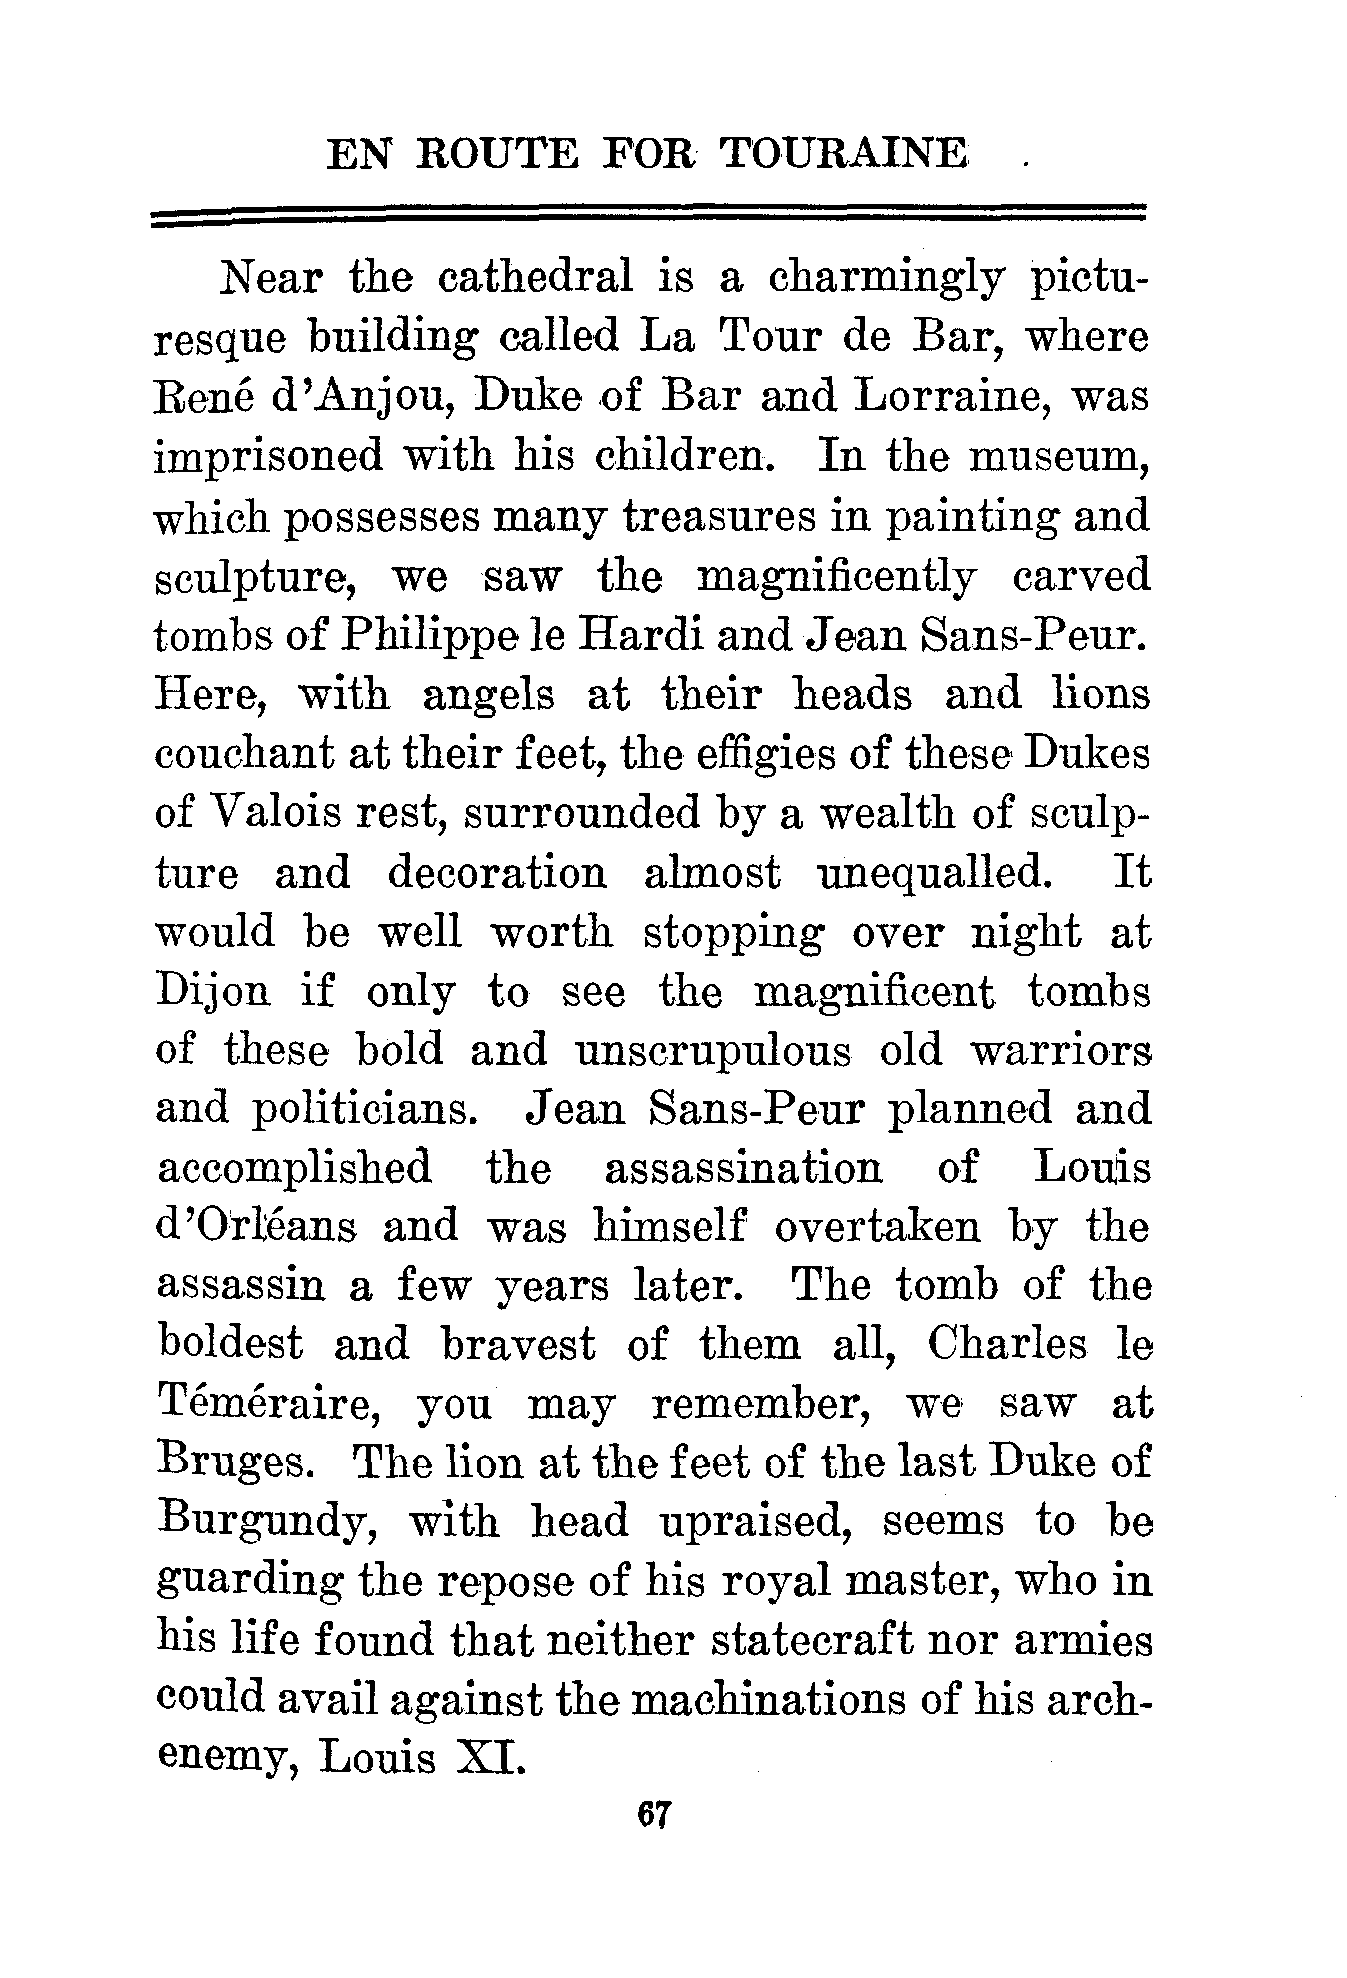 EN ROUTE FOR TOURAINE
Near the cathedral is a charmingly pictu-
resque building called La Tour de Bar, where
René d'Anjou, Duke of Bar and Lorraine, was
imprisoned with his children. In the museum,
which possesses many treasures in painting and
sculpture, we saw the magnificently carved
tombs of Philippe le Hardi and Jean Sans-Peur.
Here, with angels at their heads and lions
couchant at their feet, the effigies of these Dukes
of Valois rest, surrounded by a wealth of sculp-
ture and decoration almost unequalled. It
would be well worth stopping over night at
Dijon if only to see the magnificent tombs
of these bold and unscrupulous old warriors
and politicians. Jean Sans-Peur planned and
accomplished the assassination of Louis
d'Orléans and was himself overtaken by the
assassin a few years later. The tomb of the
boldest and bravest of them all, Charles le
Téméraire, you may remember, we saw at
Bruges. The lion at the feet of the last Duke of
Burgundy, with head upraised, seems to be
guarding the repose of his royal master, who in
his life found that neither statecraft nor armies
could avail against the machinations of his arch-
enemy, Louis XI.
67